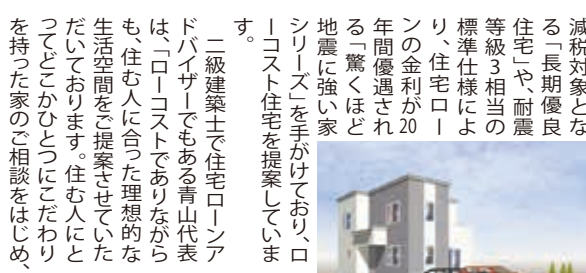 減税対象とな
る「長期優良
住宅」や、耐震
等級3相当の
標準仕様によ
り、住宅ロー
ンの金利が20
年間優遇され
る「驚くほど
地震に強い家
シリーズ」を手がけており、ロ
ーコスト住宅を提案していま
す。
二級建築士で住宅ローンア
ドバイザーでもある青山代表
は、「ローコストでありながら
も、住む人に合った理想的な
生活空間をご提案させていた
だいております。住む人にと
ってどこかひとつにこだわり
を持った家のご相談をはじめ、